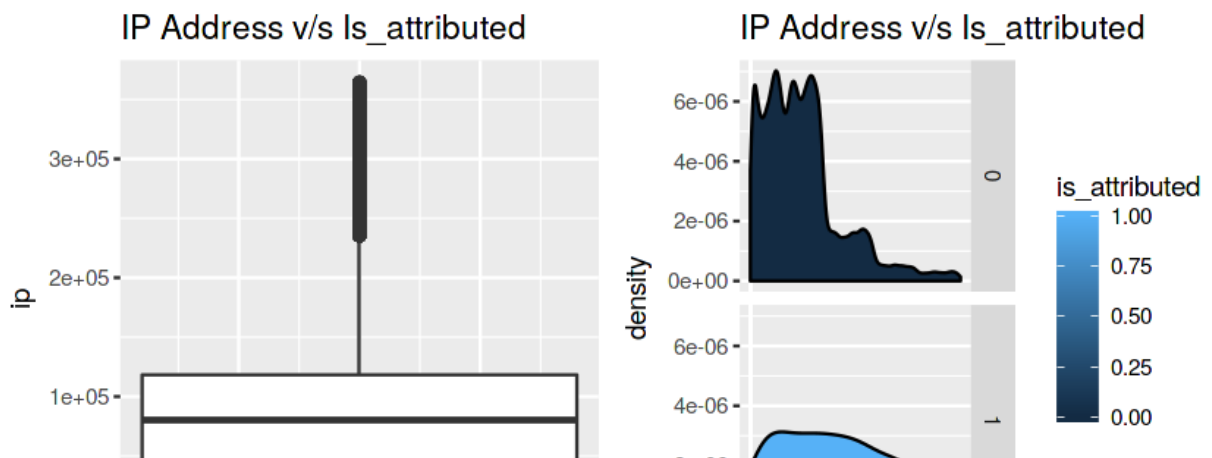 IP Address v/s Is_attributed
3e+05
2e+05
1e+05
ip
IP Address v/s Is_attributed
6e-06
4e-06
2e-06
0e+00
0
density
6e-06
4e-06
1
is_attributed
1.00
0.75
0.50
0.25
0.00